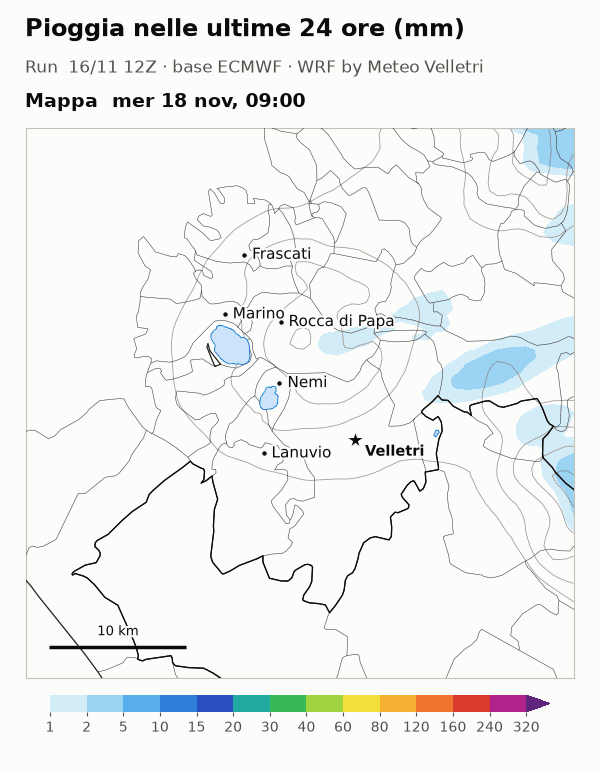 Pioggia nelle ultime 24 ore (mm)
Run  16/11 12Z · base ECMWF · WRF by Meteo Velletri
Mappa  mer 18 nov, 09:00
Frascati
Marino
Rocca di Papa
Nemi
Velletri
Lanuvio
10 km
1 2 5 10 15 20 30 40 60 80 120 160 240 320